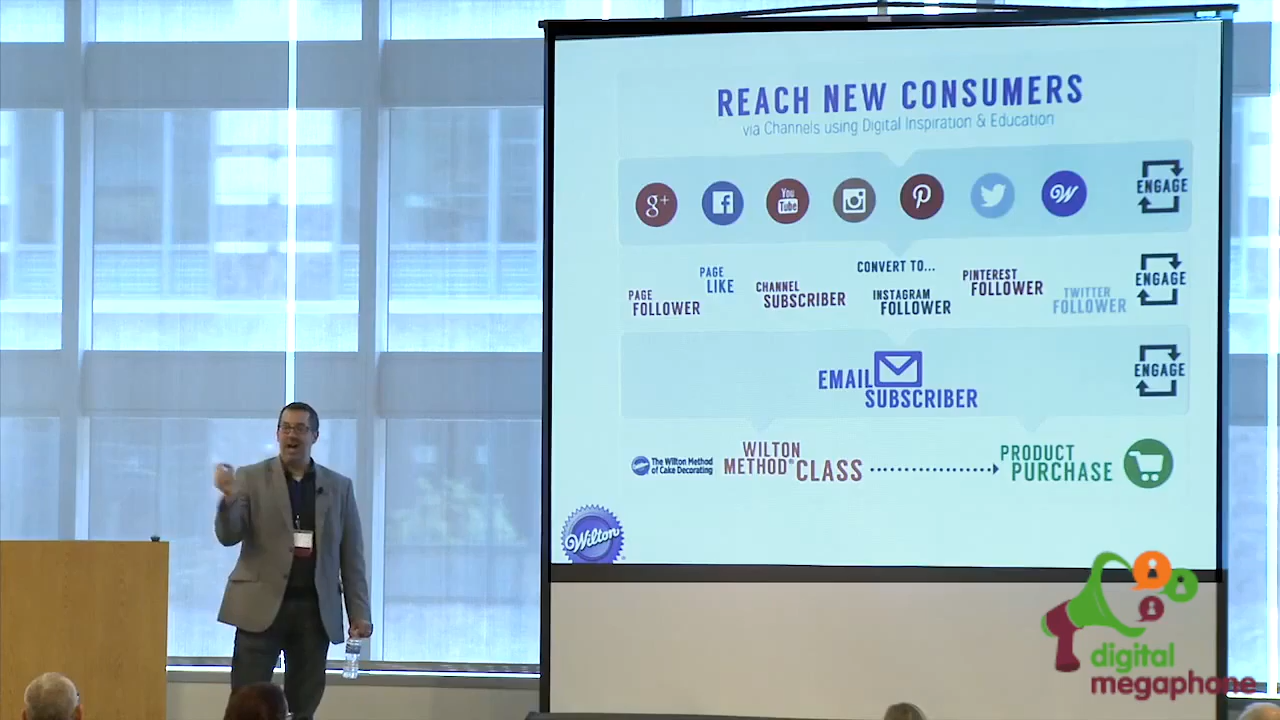 REACH NEW CONSUMERS
via Channels using Digital Inspiration & Education
g+
f
You
Tube
W
ENGAGE
CONVERT TO...
PAGE
FOLLOWER
PAGE
LIKE
CHANNEL
SUBSCRIBER
INSTAGRAM
FOLLOWER
PINTEREST
FOLLOWER
TWITTER
FOLLOWER
ENGAGE
EMAIL
SUBSCRIBER
ENGAGE
The Wilton Method
of Cake Decorating
WILTON
METHOD® CLASS
PRODUCT
PURCHASE
Wilton
digital
megaphone